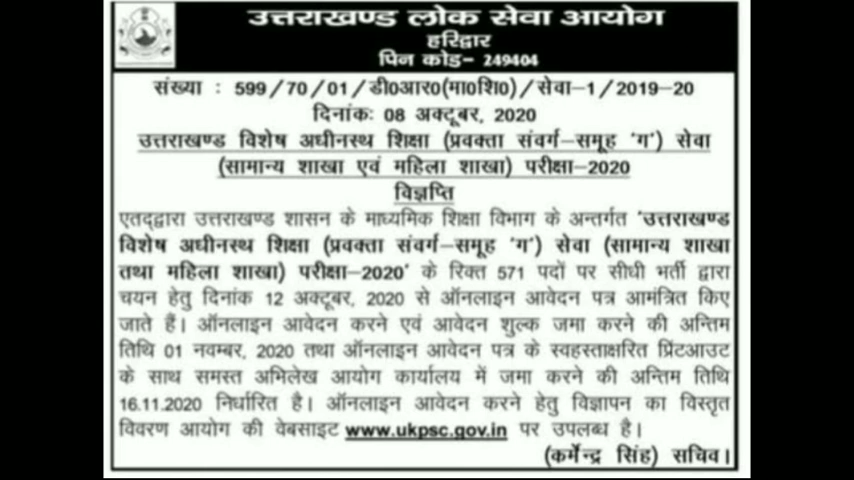 उत्तराखण्ड लोक सेवा आयोग
हरिद्वार
पिन कोड- 249404
संख्या : 599/70/01/डी0आर0(मा0शि0)/सेवा-1/2019-20
दिनांक: 08 अक्टूबर, 2020
उत्तराखण्ड विशेष अधीनस्थ शिक्षा (प्रवक्ता संवर्ग-समूह 'ग') सेवा
(सामान्य शाखा एवं महिला शाखा) परीक्षा-2020
विज्ञप्ति
एतद्द्वारा उत्तराखण्ड शासन के माध्यमिक शिक्षा विभाग के अन्तर्गत 'उत्तराखण्ड
विशेष अधीनस्थ शिक्षा (प्रवक्ता संवर्ग-समूह 'ग') सेवा (सामान्य शाखा
तथा महिला शाखा) परीक्षा-2020' के रिक्त 571 पदों पर सीधी भर्ती द्वारा
चयन हेतु दिनांक 12 अक्टूबर, 2020 से ऑनलाइन आवेदन पत्र आमंत्रित किए
जाते हैं। ऑनलाइन आवेदन करने एवं आवेदन शुल्क जमा करने की अन्तिम
तिथि 01 नवम्बर, 2020 तथा ऑनलाइन आवेदन पत्र के स्वहस्ताक्षरित प्रिंटआउट
के साथ समस्त अभिलेख आयोग कार्यालय में जमा करने की अन्तिम तिथि
16.11.2020 निर्धारित है। ऑनलाइन आवेदन करने हेतु विज्ञापन का विस्तृत
विवरण आयोग की वेबसाइट www.ukpsc.gov.in पर उपलब्ध है।
(कर्मेन्द्र सिंह) सचिव।